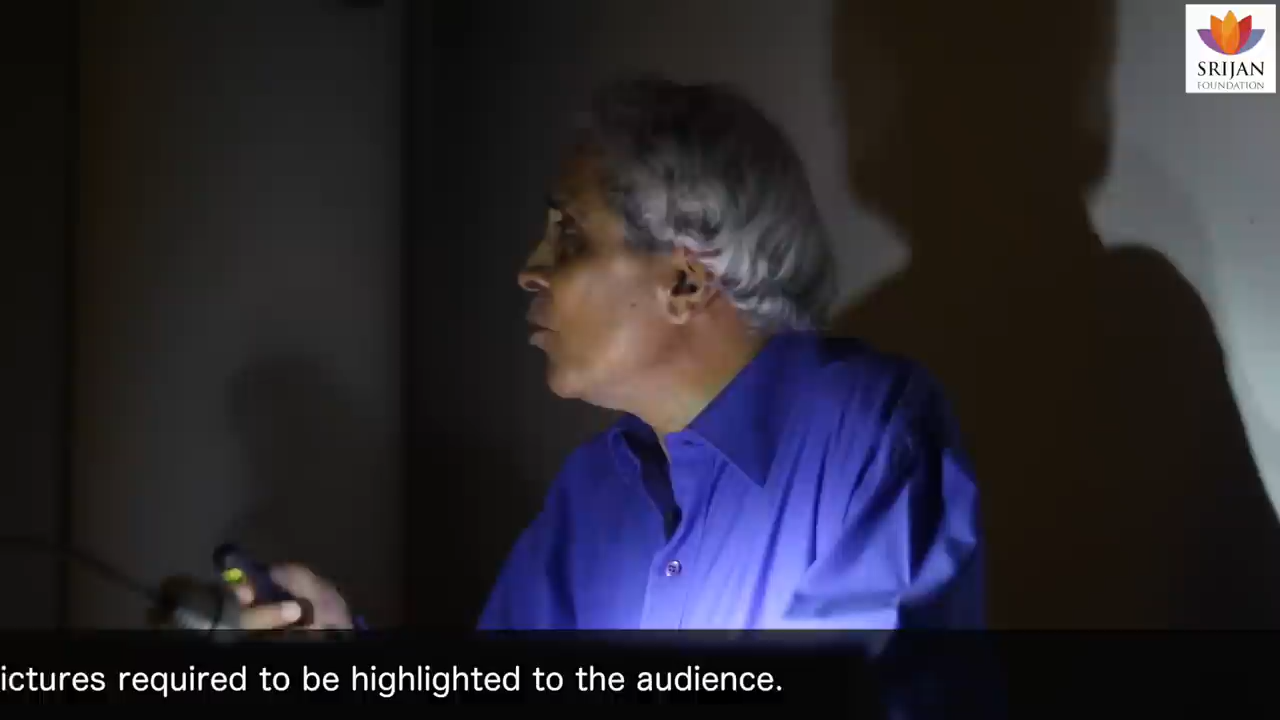 SRIJAN
FOUNDATION
ictures required to be highlighted to the audience.